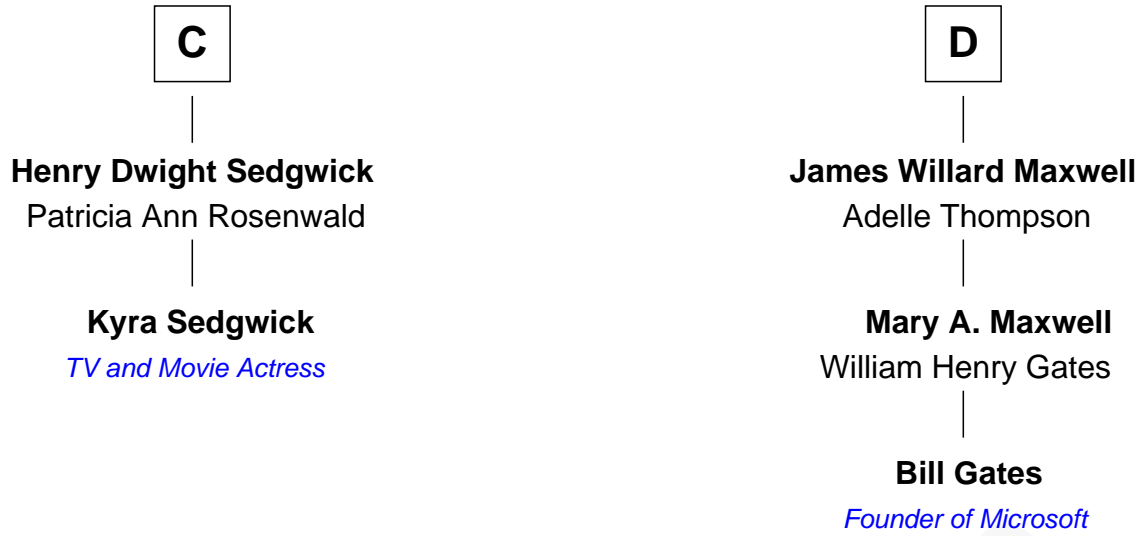 C
Henry Dwight Sedgwick
Patricia Ann Rosenwald
Kyra Sedgwick
TV and Movie Actress
D
James Willard Maxwell
Adelle Thompson
Mary A. Maxwell
William Henry Gates
Bill Gates
Founder of Microsoft